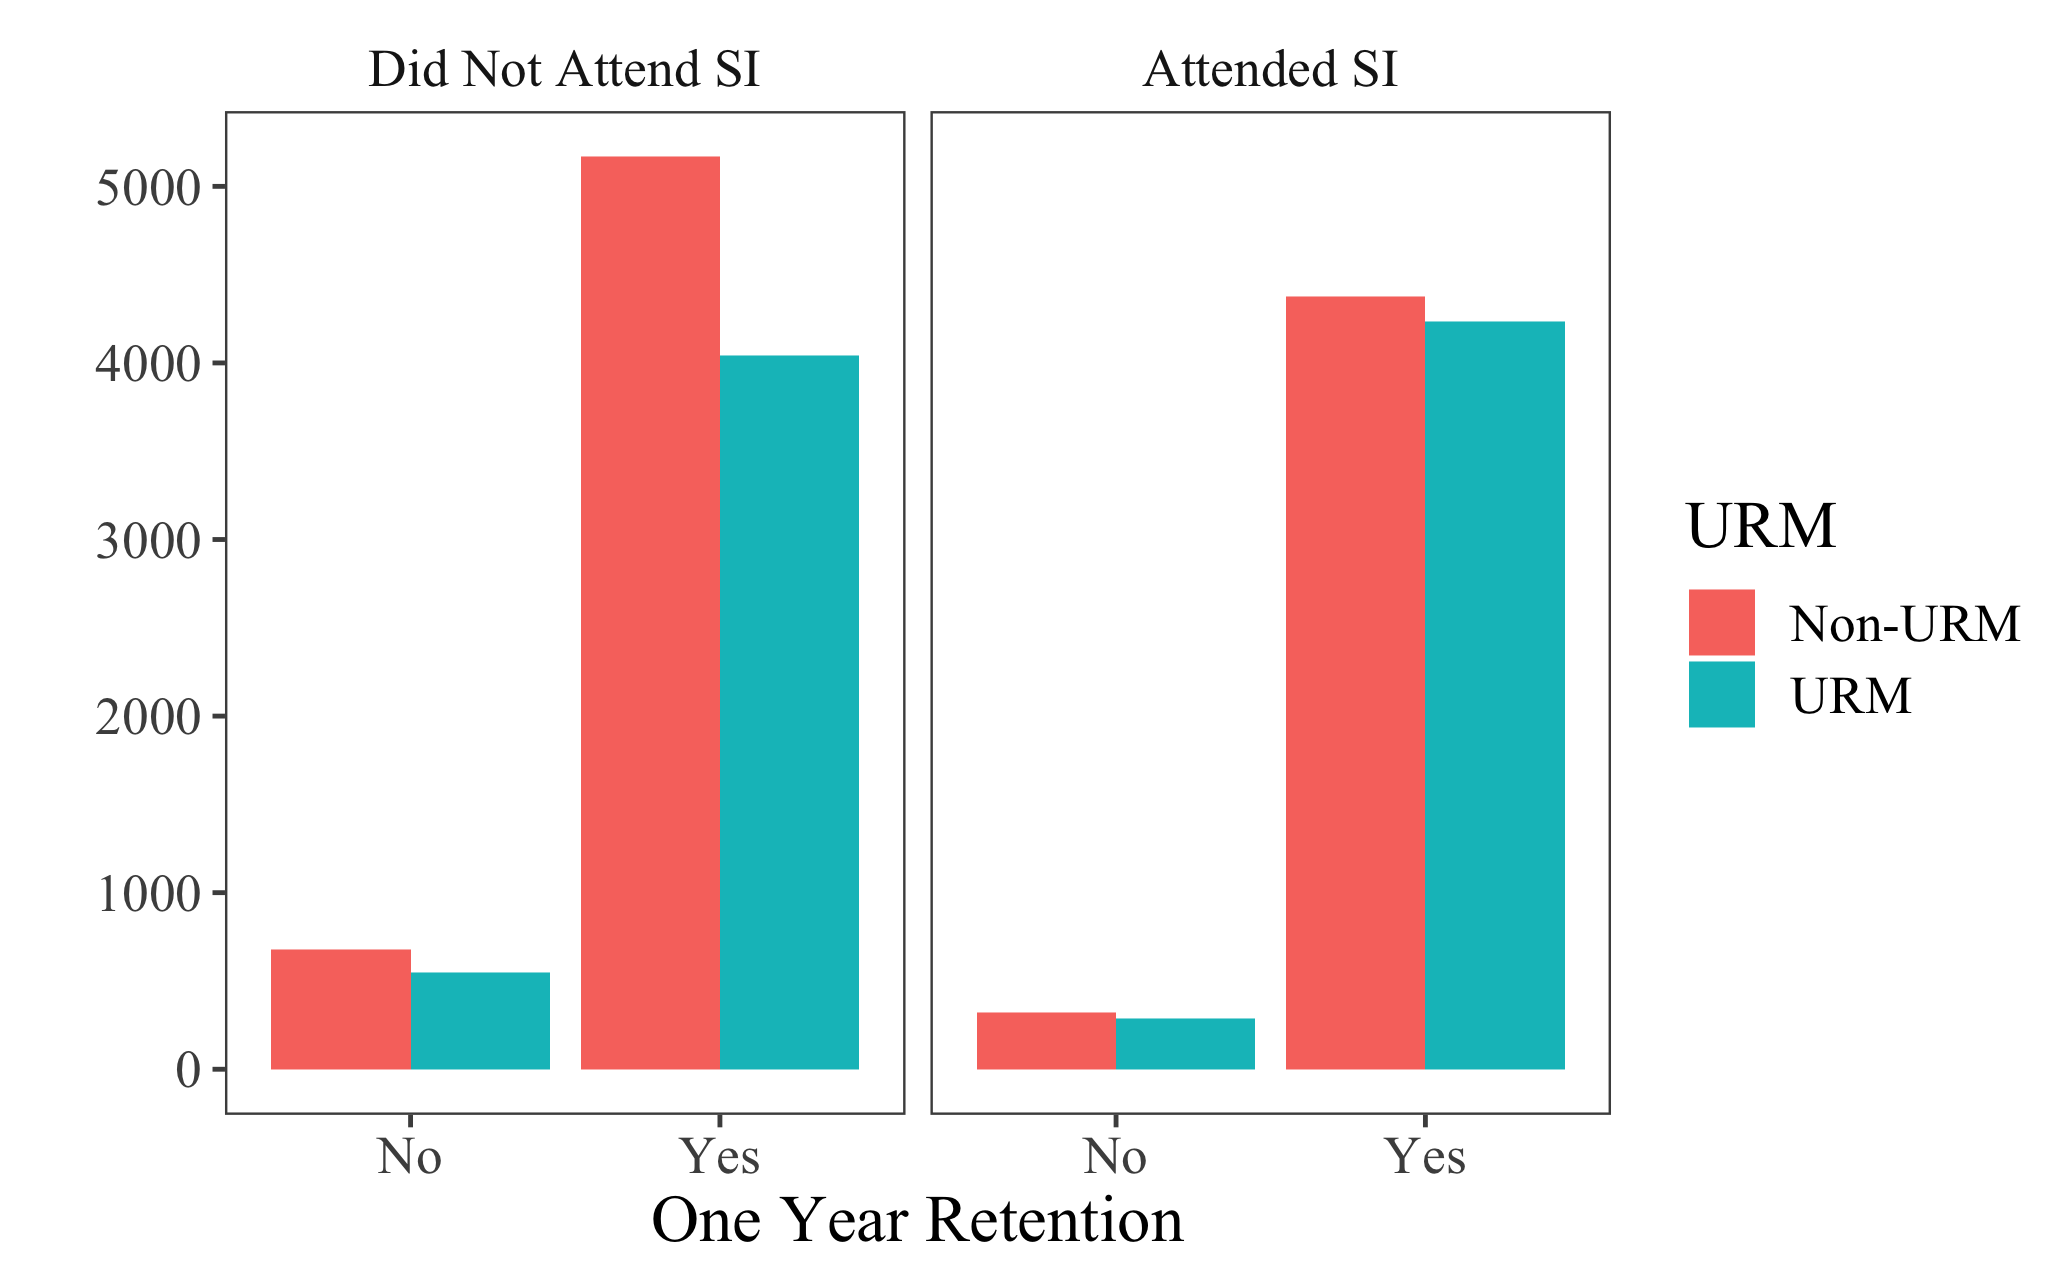 Did Not Attend SI
Attended SI
5000
4000
3000
2000
1000
0
No
Yes
No
Yes
One Year Retention
URM
Non-URM
URM